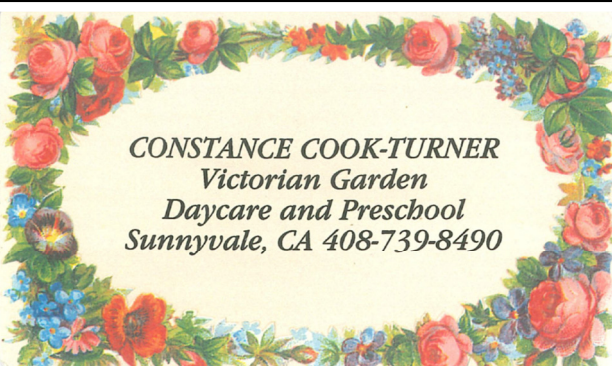 CONSTANCE COOK-TURNER
Victorian Garden
Daycare and Preschool
Sunnyvale, CA 408-739-8490